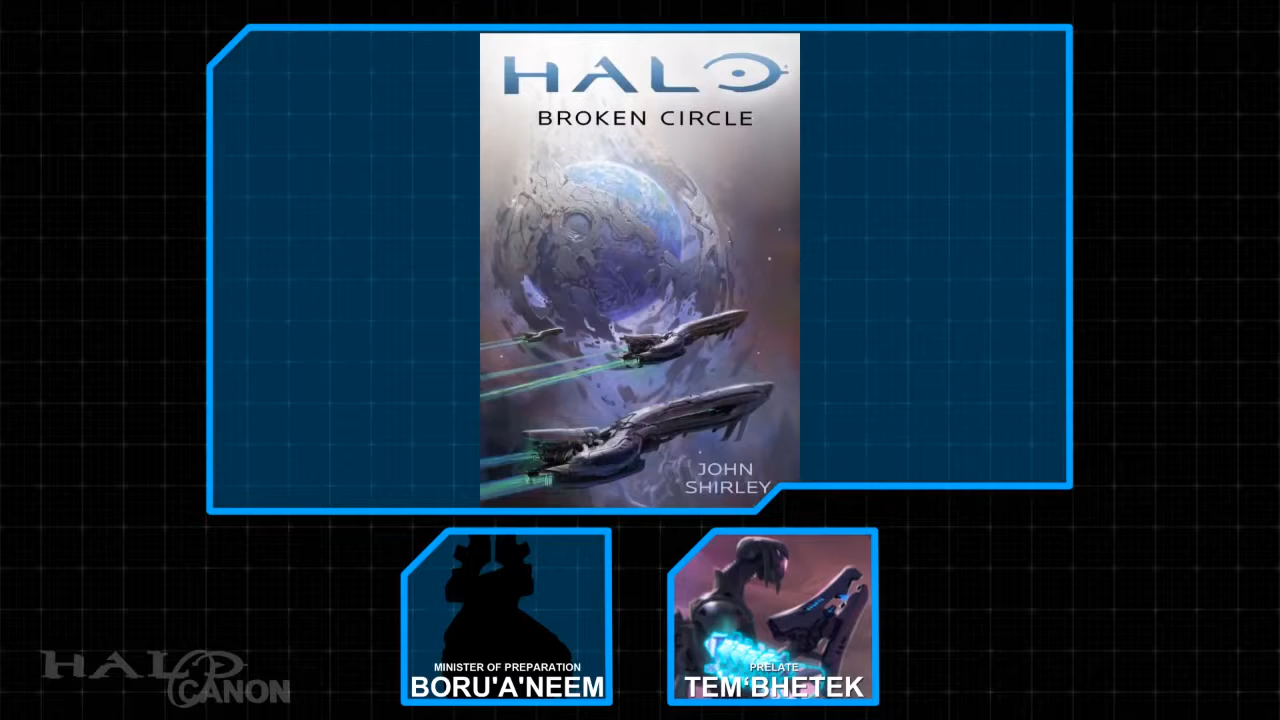 HALO
BROKEN CIRCLE
JOHN
SHIRLEY
MINISTER OF PREPARATION
BORU'A'NEEM
PRELATE
TEM‘BHETEK
HALO
CANON